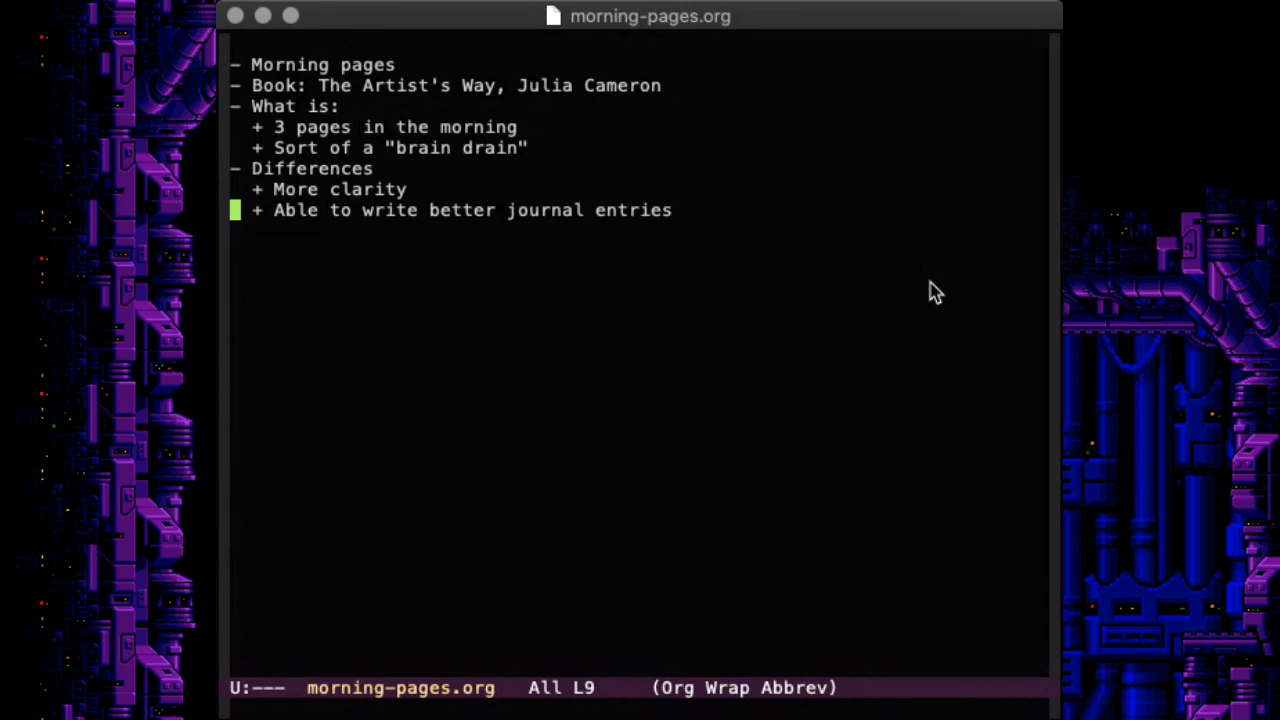 morning-pages.org
- Morning pages
- Book: The Artist's Way, Julia Cameron
- What is:
+ 3 pages in the morning
+ Sort of a "brain drain"
- Differences
+ More clarity
+ Able to write better journal entries
U:--- morning-pages.org All L9 (Org Wrap Abbrev)